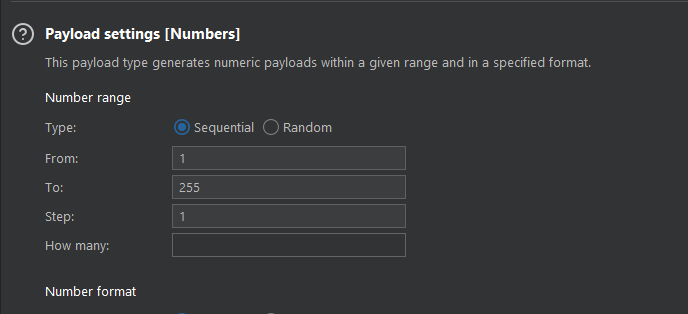 Payload settings [Numbers]
This payload type generates numeric payloads within a given range and in a specified format.
Number range
Type: Sequential Random
From: 1
To: 255
Step: 1
How many:
Number format